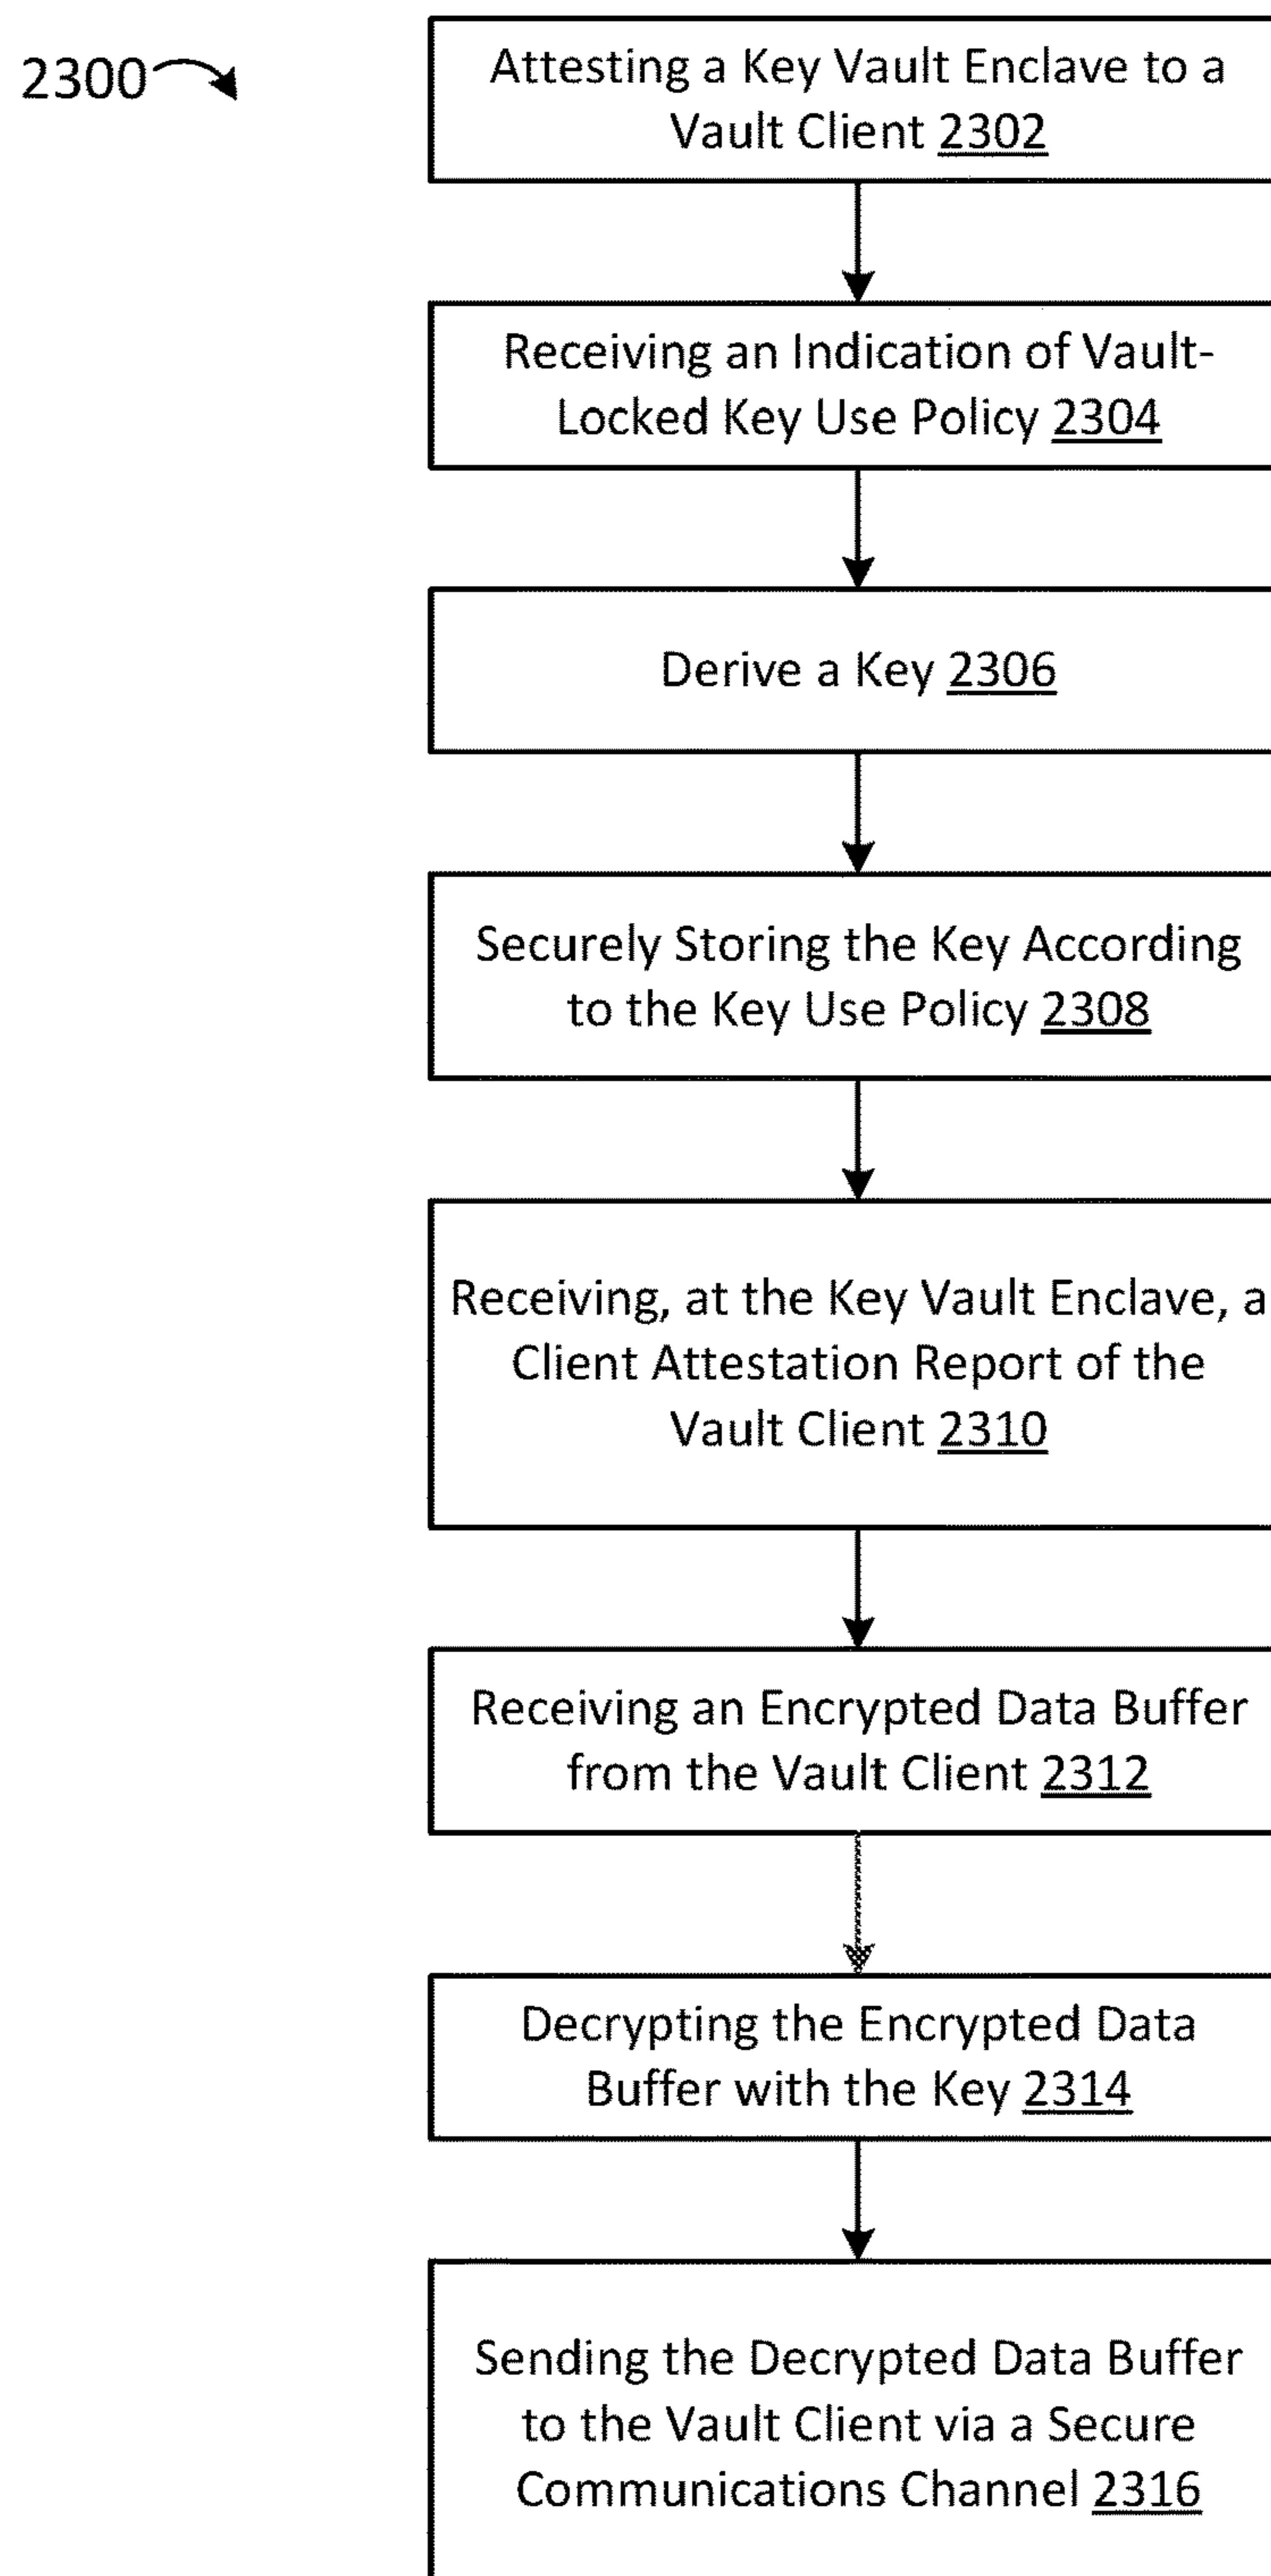 2300
Attesting a Key Vault Enclave to a
Vault Client 2302
Receiving an Indication of Vault-
Locked Key Use Policy 2304
Derive a Key 2306
Securely Storing the Key According
to the Key Use Policy 2308
Receiving, at the Key Vault Enclave, a
Client Attestation Report of the
Vault Client 2310
Receiving an Encrypted Data Buffer
from the Vault Client 2312
Decrypting the Encrypted Data
Buffer with the Key 2314
Sending the Decrypted Data Buffer
to the Vault Client via a Secure
Communications Channel 2316